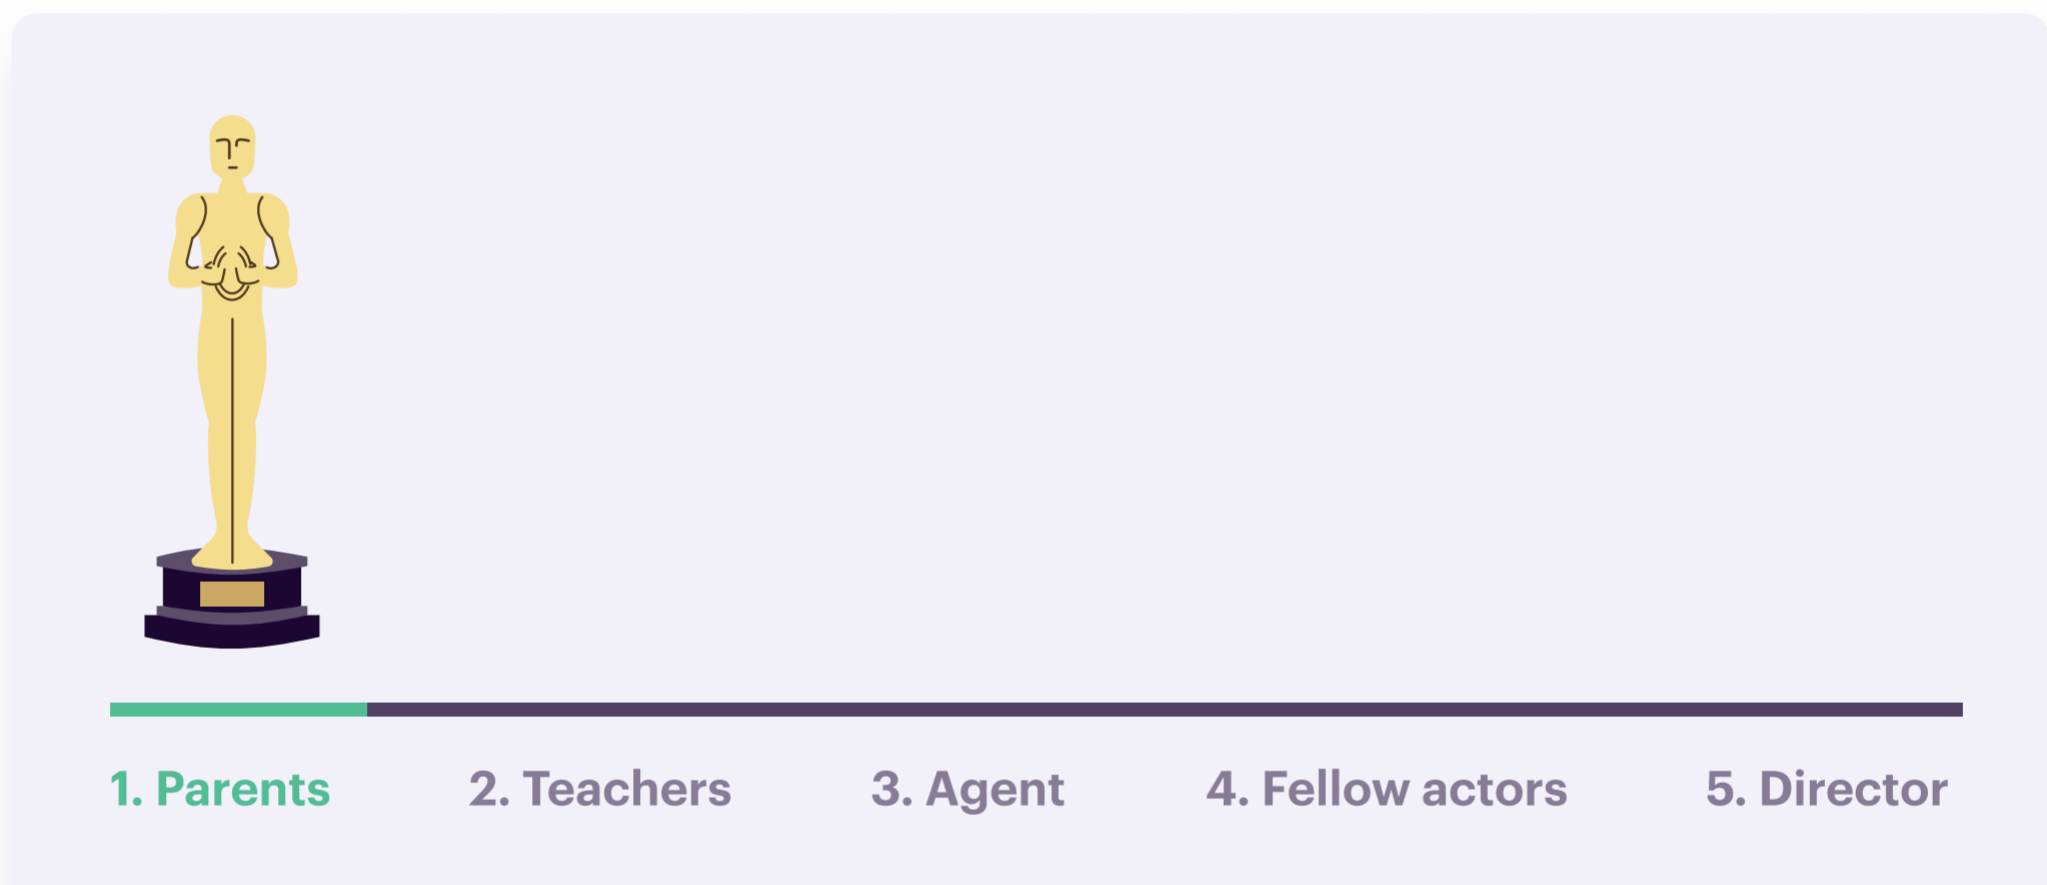 1. Parents 2. Teachers 3. Agent 4. Fellow actors 5. Director